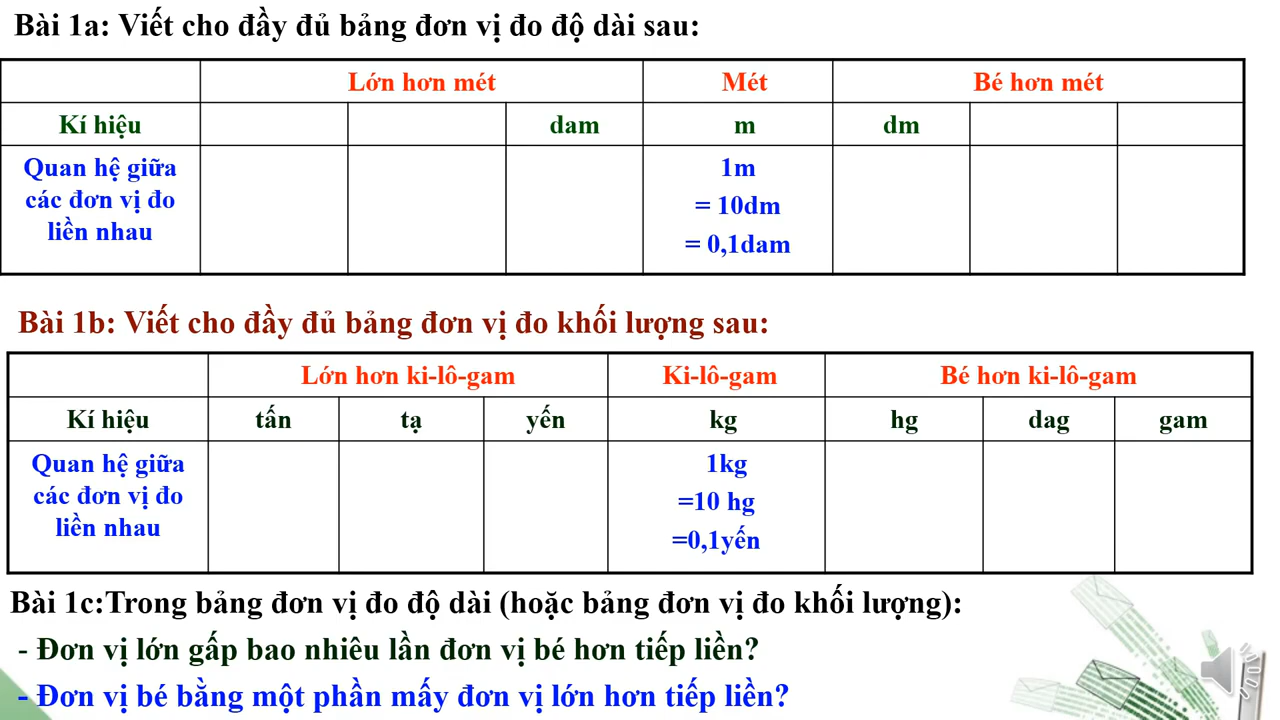 Bài 1a: Viết cho đầy đủ bảng đơn vị đo độ dài sau:
Lớn hơn mét Mét Bé hơn mét
Kí hiệu dam m dm
Quan hệ giữa các đơn vị đo liền nhau
1m
= 10dm
= 0,1dam
Bài 1b: Viết cho đầy đủ bảng đơn vị đo khối lượng sau:
Lớn hơn ki-lô-gam Ki-lô-gam Bé hơn ki-lô-gam
Kí hiệu tấn tạ yến kg hg dag gam
Quan hệ giữa các đơn vị đo liền nhau
1kg
=10 hg
=0,1yến
Bài 1c:Trong bảng đơn vị đo độ dài (hoặc bảng đơn vị đo khối lượng):
- Đơn vị lớn gấp bao nhiêu lần đơn vị bé hơn tiếp liền?
- Đơn vị bé bằng một phần mấy đơn vị lớn hơn tiếp liền?